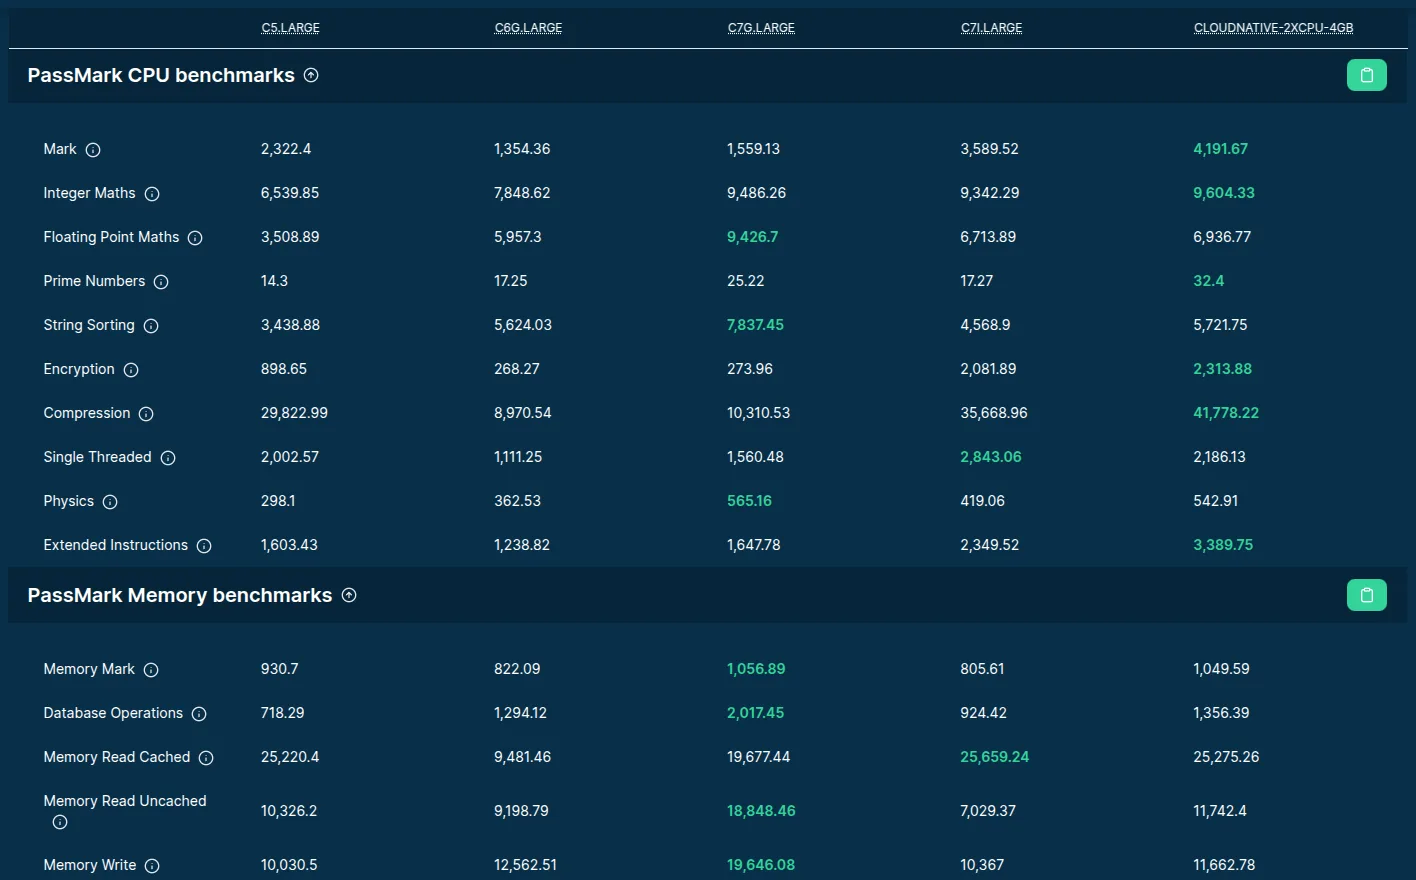 C5.LARGE C6G.LARGE C7G.LARGE C7I.LARGE CLOUDNATIVE-2XCPU-4GB
PassMark CPU benchmarks
Mark 2,322.4 1,354.36 1,559.13 3,589.52 4,191.67
Integer Maths 6,539.85 7,848.62 9,486.26 9,342.29 9,604.33
Floating Point Maths 3,508.89 5,957.3 9,426.7 6,713.89 6,936.77
Prime Numbers 14.3 17.25 25.22 17.27 32.4
String Sorting 3,438.88 5,624.03 7,837.45 4,568.9 5,721.75
Encryption 898.65 268.27 273.96 2,081.89 2,313.88
Compression 29,822.99 8,970.54 10,310.53 35,668.96 41,778.22
Single Threaded 2,002.57 1,111.25 1,560.48 2,843.06 2,186.13
Physics 298.1 362.53 565.16 419.06 542.91
Extended Instructions 1,603.43 1,238.82 1,647.78 2,349.52 3,389.75
PassMark Memory benchmarks
Memory Mark 930.7 822.09 1,056.89 805.61 1,049.59
Database Operations 718.29 1,294.12 2,017.45 924.42 1,356.39
Memory Read Cached 25,220.4 9,481.46 19,677.44 25,659.24 25,275.26
Memory Read Uncached 10,326.2 9,198.79 18,848.46 7,029.37 11,742.4
Memory Write 10,030.5 12,562.51 19,646.08 10,367 11,662.78